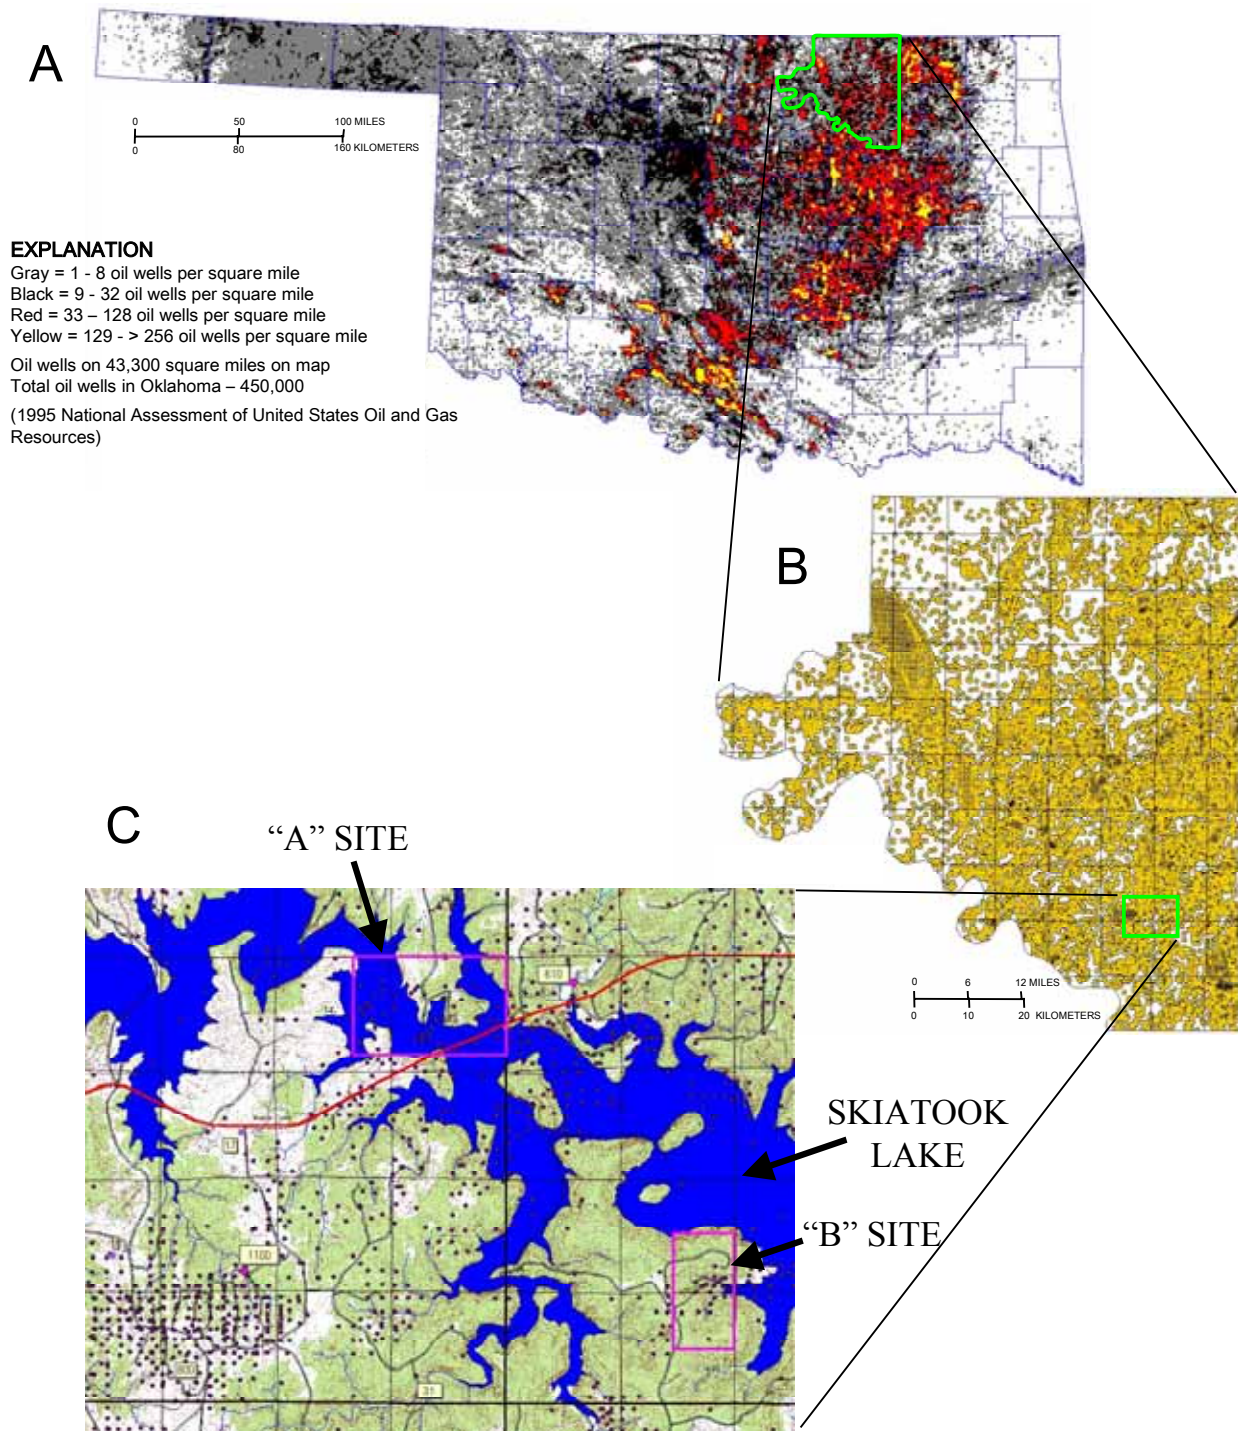 A
0 50 100 MILES
0 80 160 KILOMETERS
EXPLANATION
Gray = 1 - 8 oil wells per square mile
Black = 9 - 32 oil wells per square mile
Red = 33 – 128 oil wells per square mile
Yellow = 129 - > 256 oil wells per square mile
Oil wells on 43,300 square miles on map
Total oil wells in Oklahoma – 450,000
(1995 National Assessment of United States Oil and Gas
Resources)
B
0 6 12 MILES
0 10 20 KILOMETERS
C
“A” SITE
SKIATOOK
LAKE
“B” SITE
1100
31